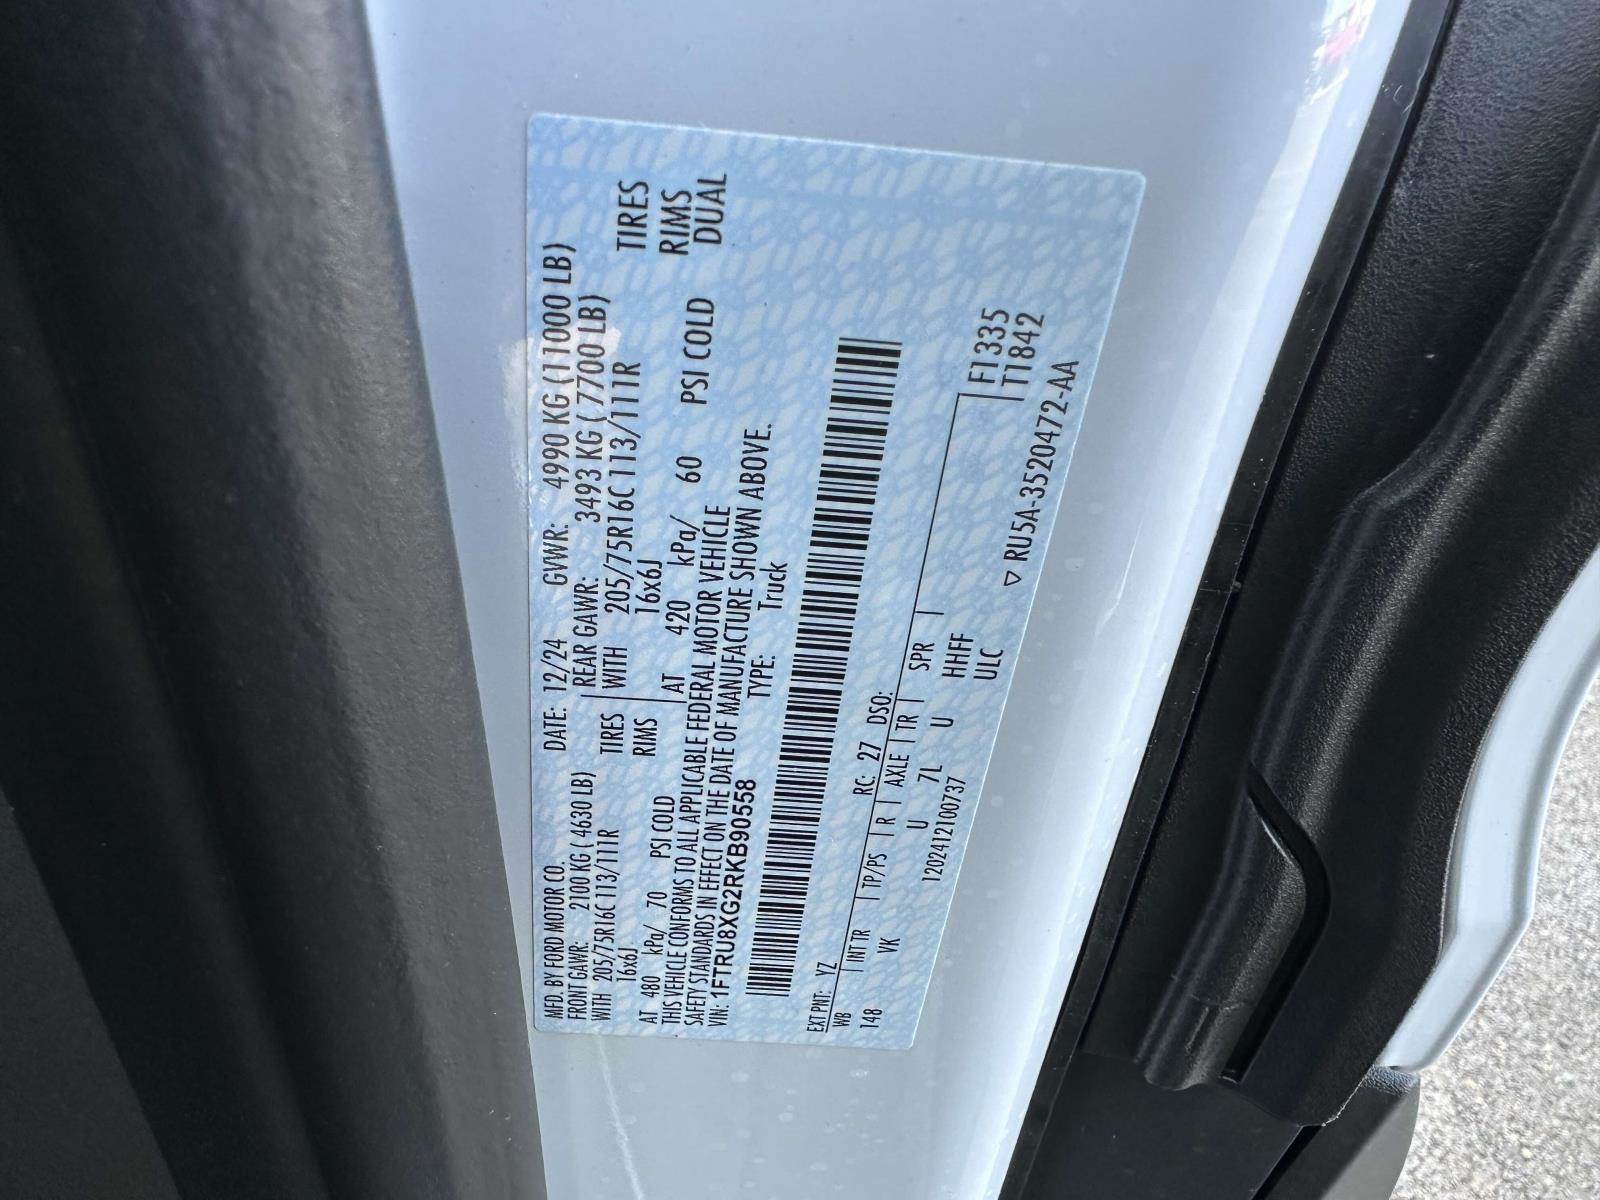 MFD. BY FORD MOTOR CO. DATE: 12/24 GVWR: 4990 KG (11000 LB)
FRONT GAWR: 2100 KG ( 4630 LB) REAR GAWR: 3493 KG ( 7700 LB)
WITH 205/75R16C 113/111R TIRES WITH 205/75R16C 113/111R TIRES
16x6J RIMS 16x6J RIMS
AT 480 kPa/ 70 PSI COLD AT 420 kPa/ 60 PSI COLD DUAL
THIS VEHICLE CONFORMS TO ALL APPLICABLE FEDERAL MOTOR VEHICLE
SAFETY STANDARDS IN EFFECT ON THE DATE OF MANUFACTURE SHOWN ABOVE.
VIN: 1FTRU8XG2RKB90558 TYPE: Truck
EXT PNT: YZ RC: 27 DSO:
WB INT TR TP/PS R AXLE TR SPR F1335
148 VK U 7L U HHFF T1842
1202412100737 ULC
▽ RU5A-3520472-AA